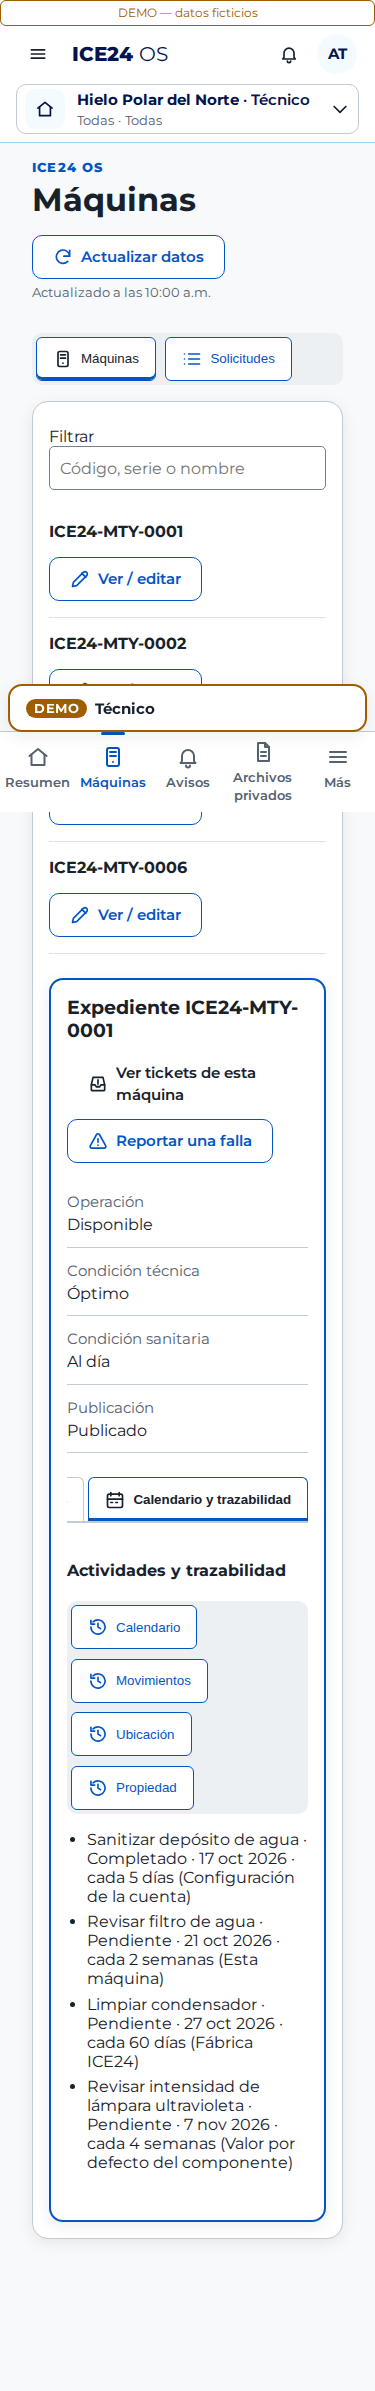 DEMO — datos ficticios
ICE24 OS
AT
Hielo Polar del Norte · Técnico
Todas · Todas
ICE24 OS
Máquinas
Actualizar datos
Actualizado a las 10:00 a.m.
Máquinas
Solicitudes
Filtrar
Código, serie o nombre
ICE24-MTY-0001
Ver / editar
ICE24-MTY-0002
DEMO Técnico
Resumen
Máquinas
Avisos
Archivos
privados
Más
ICE24-MTY-0006
Ver / editar
Expediente ICE24-MTY-
0001
Ver tickets de esta
máquina
Reportar una falla
Operación
Disponible
Condición técnica
Óptimo
Condición sanitaria
Al día
Publicación
Publicado
Calendario y trazabilidad
Actividades y trazabilidad
Calendario
Movimientos
Ubicación
Propiedad
• Sanitizar depósito de agua ·
Completado · 17 oct 2026 ·
cada 5 días (Configuración
de la cuenta)
• Revisar filtro de agua ·
Pendiente · 21 oct 2026 ·
cada 2 semanas (Esta
máquina)
• Limpiar condensador ·
Pendiente · 27 oct 2026 ·
cada 60 días (Fábrica
ICE24)
• Revisar intensidad de
lámpara ultravioleta ·
Pendiente · 7 nov 2026 ·
cada 4 semanas (Valor por
defecto del componente)